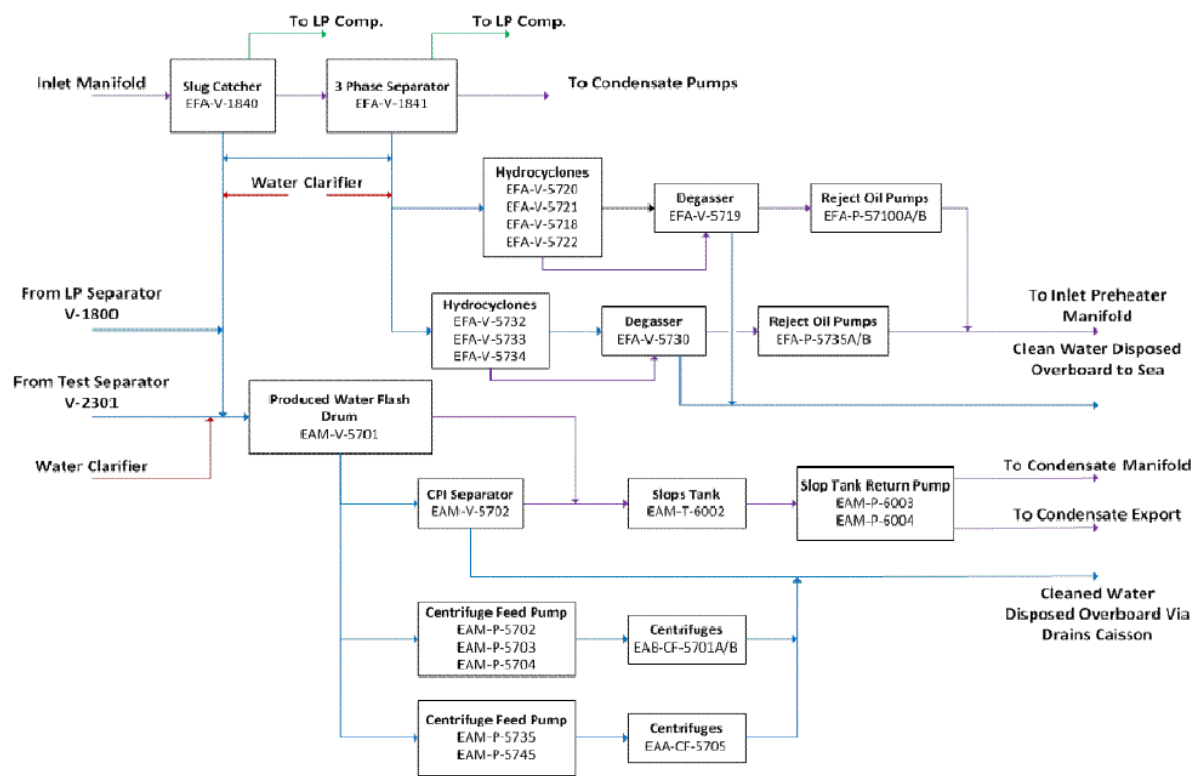 To LP Comp.
To LP Comp.
Inlet Manifold
Slug Catcher
EFA-V-1840
3 Phase Separator
EFA-V-1841
To Condensate Pumps
Water Clarifier
Hydrocyclones
EFA-V-5720
EFA-V-5721
EFA-V-5718
EFA-V-5722
Degasser
EFA-V-5719
Reject Oil Pumps
EFA-P-57100A/B
From LP Separator
V-1800
Hydrocyclones
EFA-V-5732
EFA-V-5733
EFA-V-5734
Degasser
EFA-V-5730
Reject Oil Pumps
EFA-P-5735A/B
To Inlet Preheater
Manifold
Clean Water Disposed
Overboard to Sea
From Test Separator
V-2301
Produced Water Flash
Drum
EAM-V-5701
Water Clarifier
CPI Separator
EAM-V-5702
Slops Tank
EAM-T-6002
Slop Tank Return Pump
EAM-P-6003
EAM-P-6004
To Condensate Manifold
To Condensate Export
Cleaned Water
Disposed Overboard Via
Drains Caisson
Centrifuge Feed Pump
EAM-P-5702
EAM-P-5703
EAM-P-5704
Centrifuges
EAB-CF-5701A/B
Centrifuge Feed Pump
EAM-P-5735
EAM-P-5745
Centrifuges
EAA-CF-5705